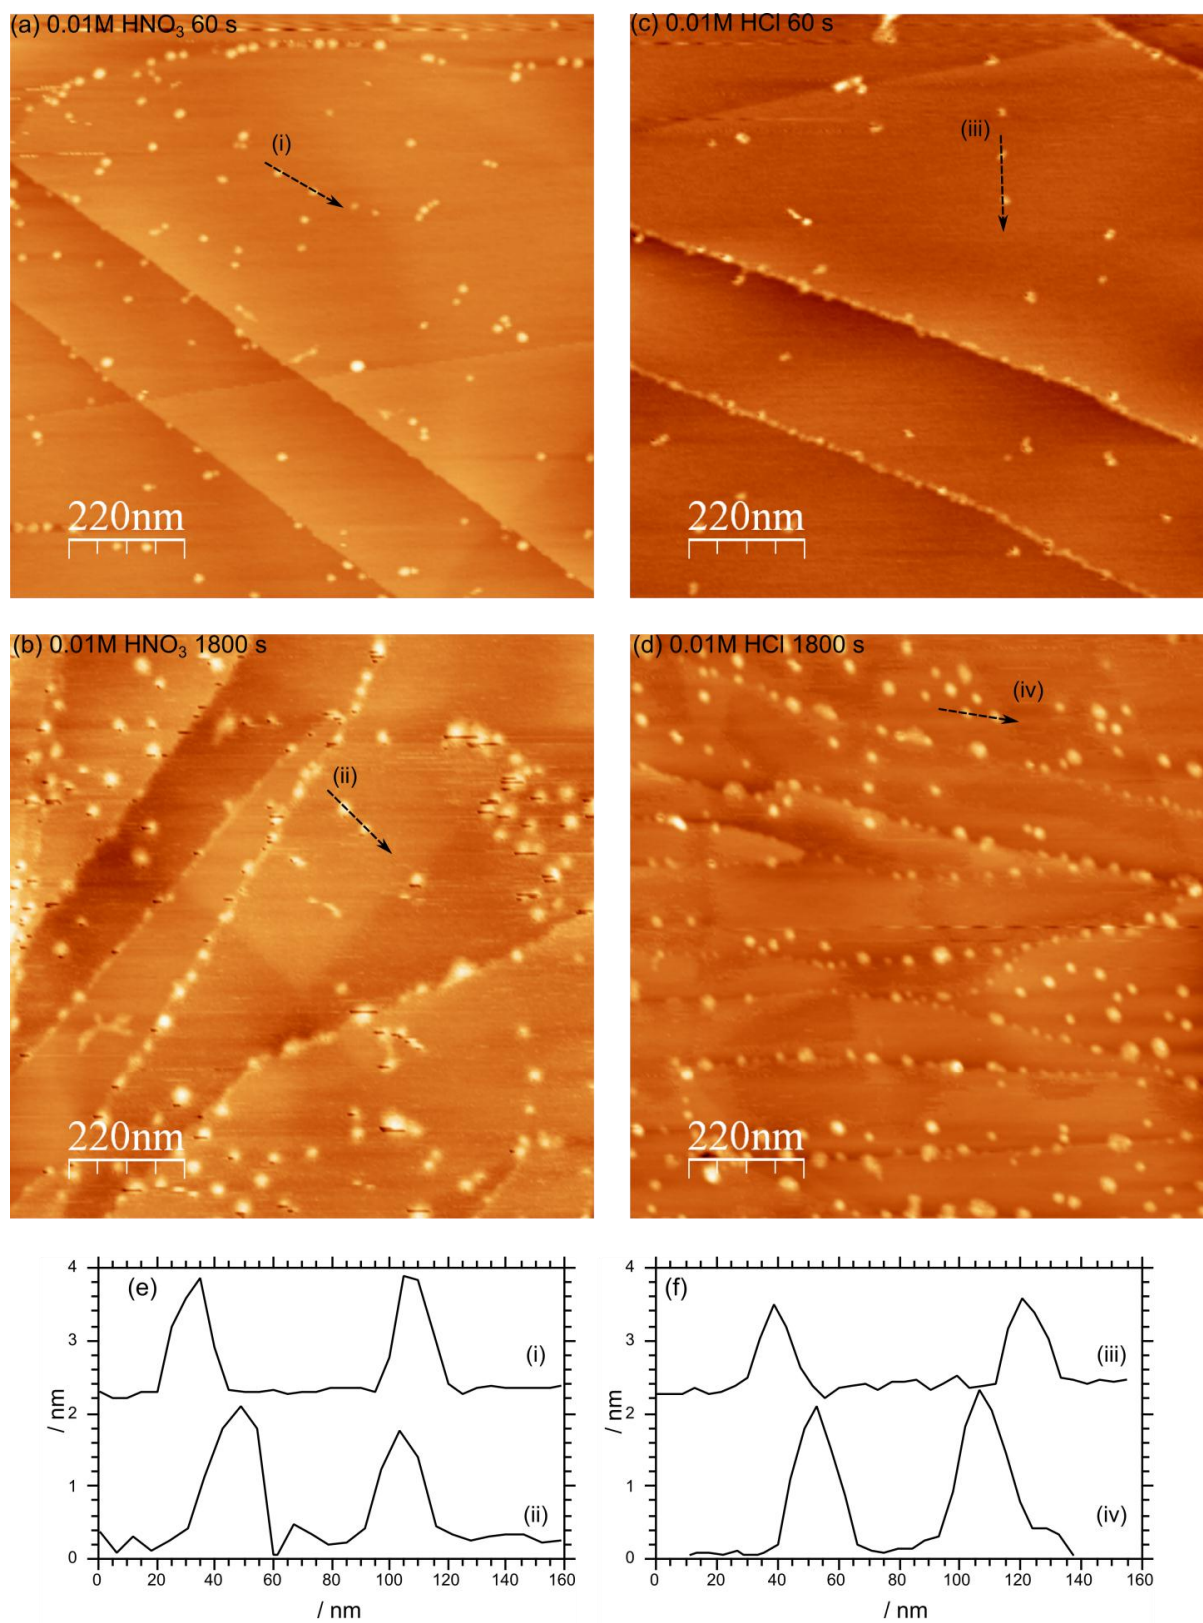 (a) 0.01M HNO₃ 60 s
(i)
220nm
(c) 0.01M HCl 60 s
(iii)
220nm
(b) 0.01M HNO₃ 1800 s
(ii)
220nm
(d) 0.01M HCl 1800 s
(iv)
220nm
(e)
4
3
2
1
0
/ nm
(i)
(ii)
0 20 40 60 80 100 120 140 160
/ nm
(f)
4
3
2
1
0
/ nm
(iii)
(iv)
0 20 40 60 80 100 120 140 160
/ nm